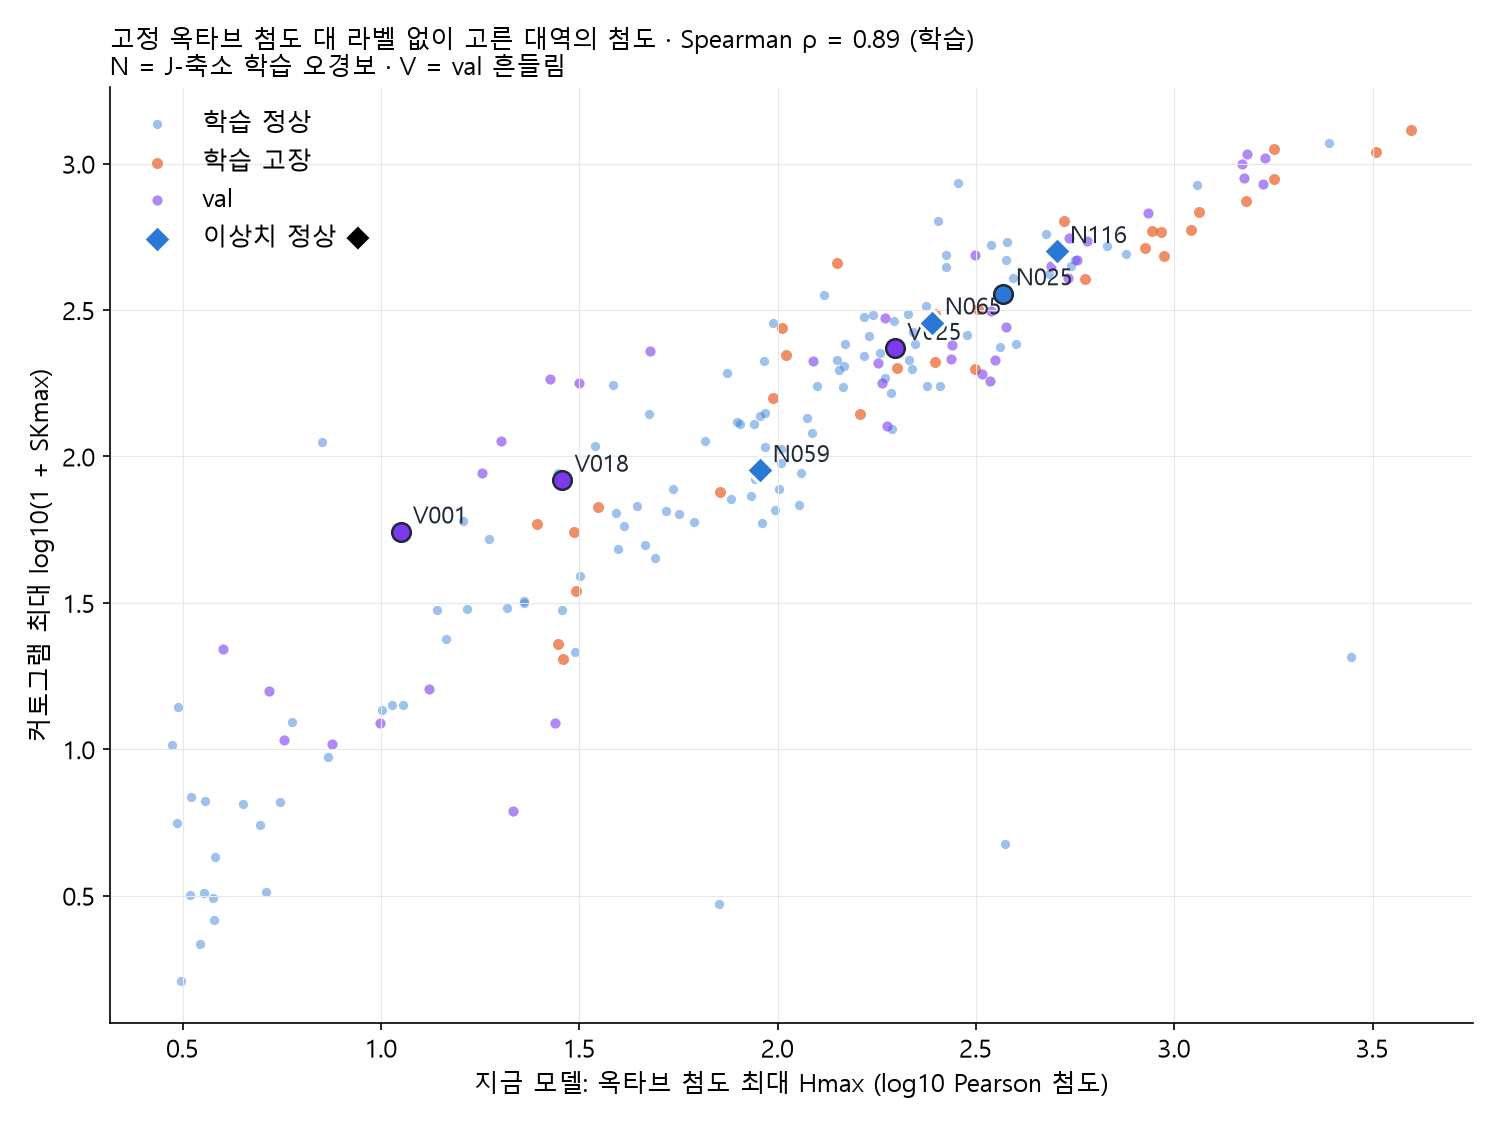 고정 옥타브 첨도 대 라벨 없이 고른 대역의 첨도 · Spearman ρ = 0.89 (학습)
N = J-축소 학습 오경보 · V = val 흔들림
학습 정상
학습 고장
val
이상치 정상 ◆
N116
N025
N065
V025
N059
V018
V001
커토그램 최대 log10(1 + SKmax)
3.0
2.5
2.0
1.5
1.0
0.5
0.5
1.0
1.5
2.0
2.5
3.0
3.5
지금 모델: 옥타브 첨도 최대 Hmax (log10 Pearson 첨도)